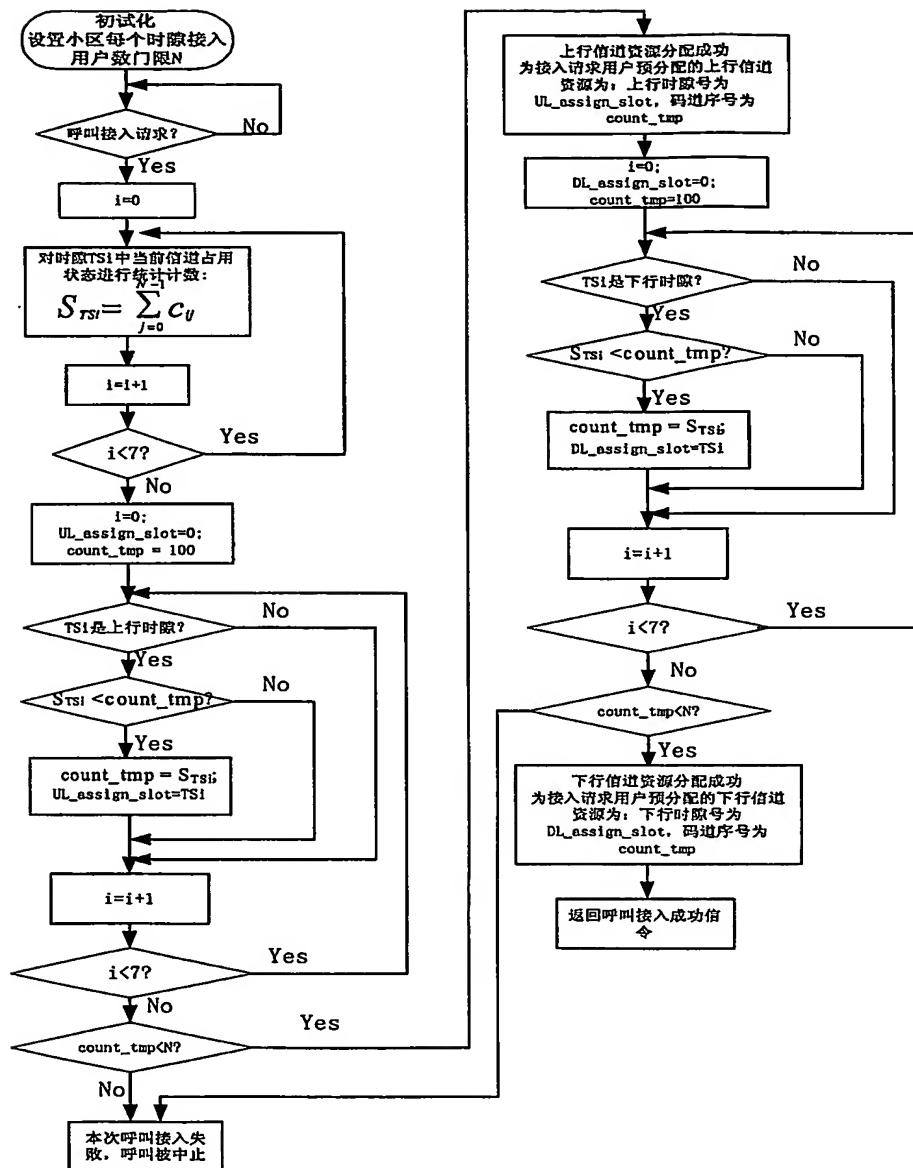 初试化
设置小区每个时隙接入
用户数门限N
呼叫接入请求?
No
Yes
i=0
对时隙TSi中当前信道占用
状态进行统计计数:
S_TSi = ∑_{j=0}^{N-1} c_ij
i=i+1
i<7?
Yes
No
i=0;
UL_assign_slot=0;
count_tmp = 100
TSi是上行时隙?
No
Yes
S_TSi <count_tmp?
No
Yes
count_tmp = S_TSi;
UL_assign_slot=TSi
i=i+1
i<7?
Yes
No
count_tmp<N?
Yes
No
本次呼叫接入失
败，呼叫被中止
上行信道资源分配成功
为接入请求用户预分配的上行信道
资源为：上行时隙号为
UL_assign_slot，码道序号为
count_tmp
i=0;
DL_assign_slot=0;
count_tmp=100
TSi是下行时隙?
No
Yes
S_TSi <count_tmp?
No
Yes
count_tmp = S_TSi;
DL_assign_slot=TSi
i=i+1
i<7?
Yes
No
count_tmp<N?
Yes
下行信道资源分配成功
为接入请求用户预分配的下行信道
资源为：下行时隙号为
DL_assign_slot，码道序号为
count_tmp
返回呼叫接入成功信
令